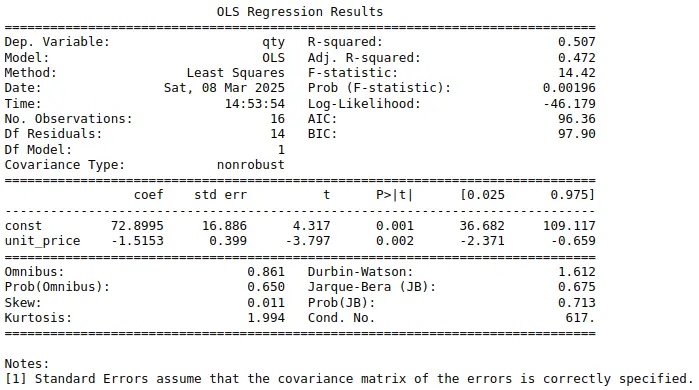 OLS Regression Results
==============================================================================
Dep. Variable:                    qty   R-squared:                       0.507
Model:                            OLS   Adj. R-squared:                  0.472
Method:                 Least Squares   F-statistic:                     14.42
Date:                Sat, 08 Mar 2025   Prob (F-statistic):            0.00196
Time:                        14:53:54   Log-Likelihood:                -46.179
No. Observations:                  16   AIC:                             96.36
Df Residuals:                      14   BIC:                             97.90
Df Model:                           1
Covariance Type:            nonrobust
==============================================================================
                 coef    std err          t      P>|t|      [0.025      0.975]
------------------------------------------------------------------------------
const         72.8995     16.886      4.317      0.001      36.682     109.117
unit_price    -1.5153      0.399     -3.797      0.002      -2.371      -0.659
==============================================================================
Omnibus:                        0.861   Durbin-Watson:                   1.612
Prob(Omnibus):                  0.650   Jarque-Bera (JB):                0.675
Skew:                           0.011   Prob(JB):                        0.713
Kurtosis:                       1.994   Cond. No.                         617.
==============================================================================
Notes:
[1] Standard Errors assume that the covariance matrix of the errors is correctly specified.